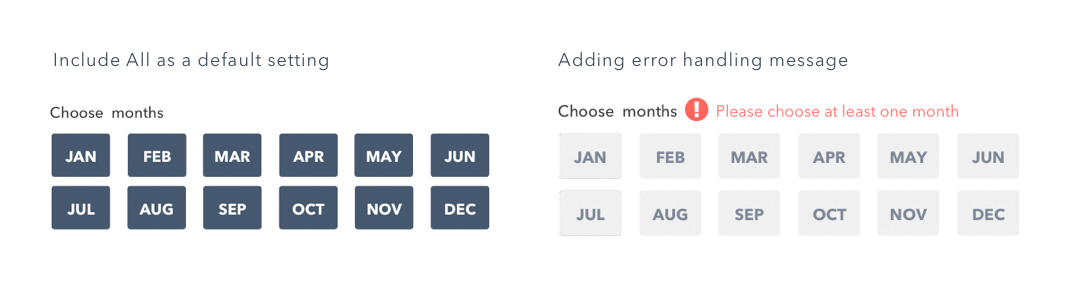 Include All as a default setting
Choose months
JAN FEB MAR APR MAY JUN
JUL AUG SEP OCT NOV DEC
Adding error handling message
Choose months ! Please choose at least one month
JAN FEB MAR APR MAY JUN
JUL AUG SEP OCT NOV DEC